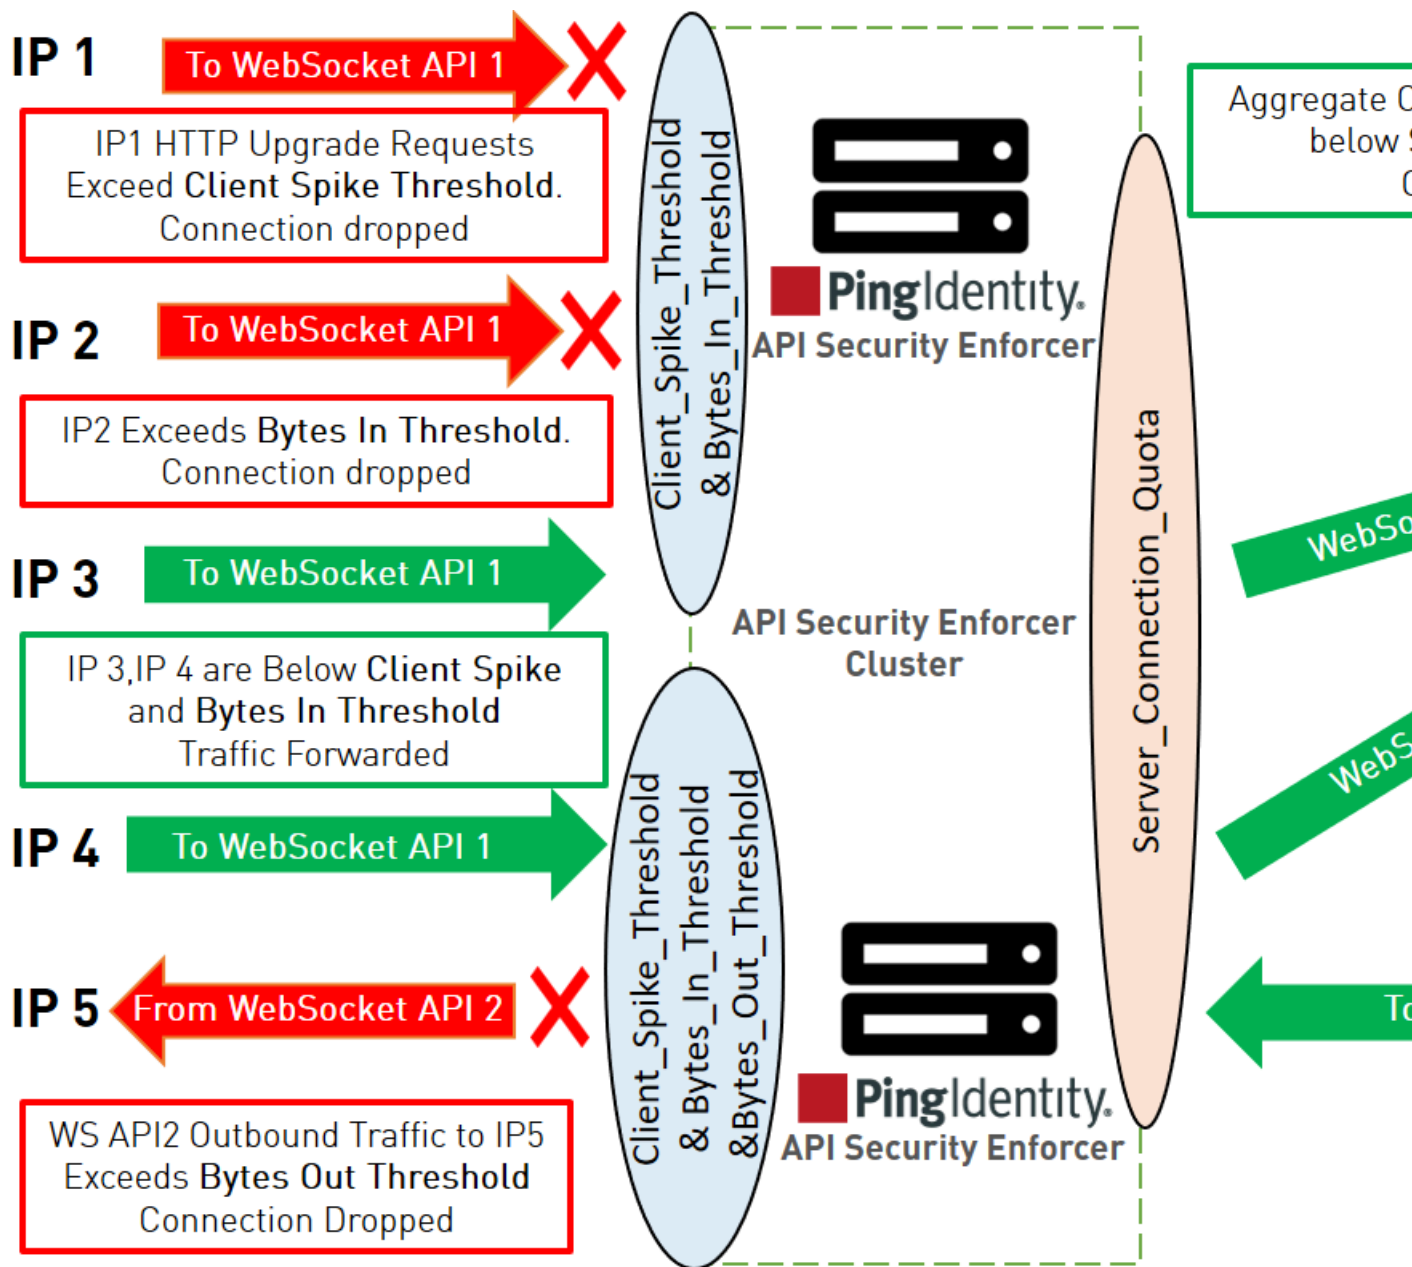 IP 1
To WebSocket API 1
IP1 HTTP Upgrade Requests
Exceed Client Spike Threshold.
Connection dropped
IP 2
To WebSocket API 1
IP2 Exceeds Bytes In Threshold.
Connection dropped
IP 3
To WebSocket API 1
IP 3,IP 4 are Below Client Spike
and Bytes In Threshold
Traffic Forwarded
IP 4
To WebSocket API 1
IP 5
From WebSocket API 2
WS API2 Outbound Traffic to IP5
Exceeds Bytes Out Threshold
Connection Dropped
Client_Spike_Threshold
& Bytes_In_Threshold
Client_Spike_Threshold
& Bytes_In_Threshold
&Bytes_Out_Threshold
PingIdentity®
API Security Enforcer
API Security Enforcer
Cluster
PingIdentity®
API Security Enforcer
Server_Connection_Quota
Aggregate
below